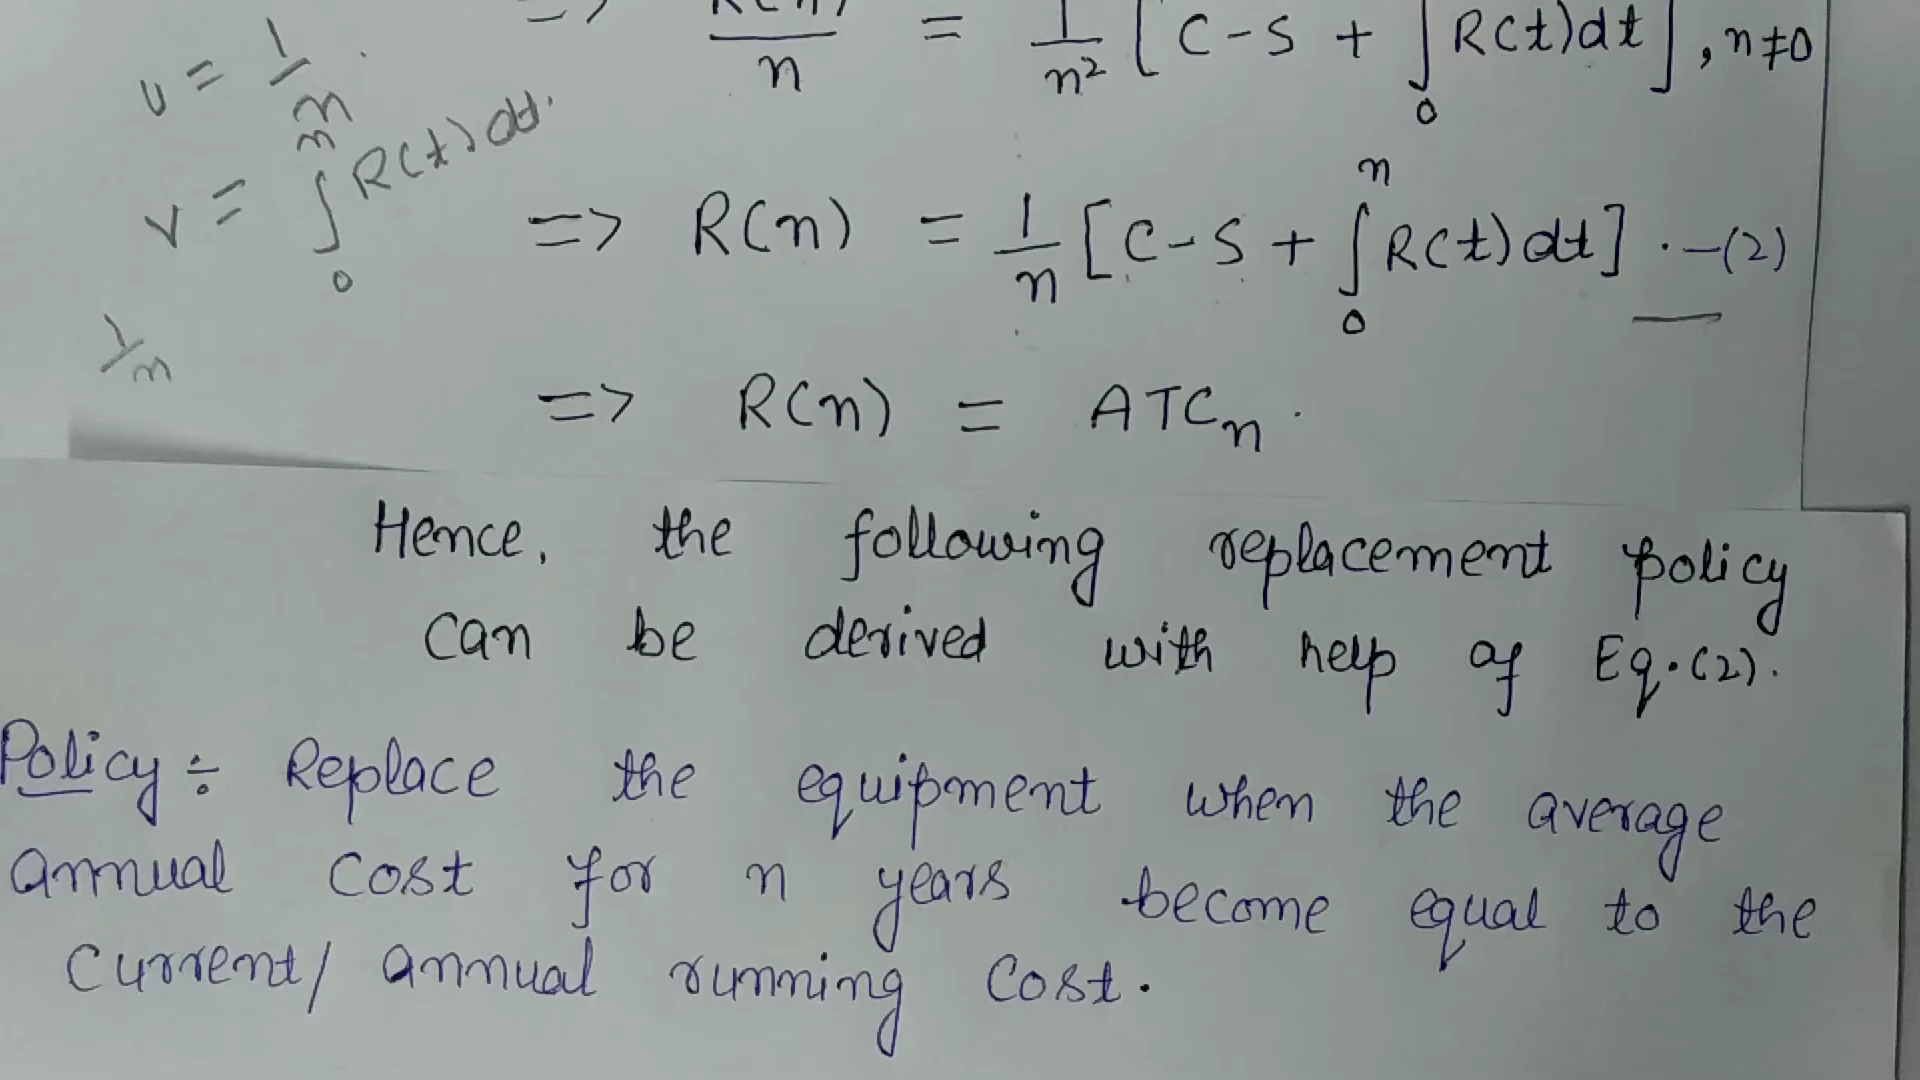 => R(n)/n = 1/n² [C-S + ∫₀ R(t)dt], n≠0
u = 1/n.
v = ∫₀ⁿ R(t)dt.
=> R(n) = 1/n [C-S + ∫₀ⁿ R(t)dt]. -(2)
1/n
=> R(n) = ATCₙ.
Hence, the following replacement policy
can be derived with help of Eq.(2).
Policy÷ Replace the equipment when the average
annual cost for n years become equal to the
Current/annual running Cost.